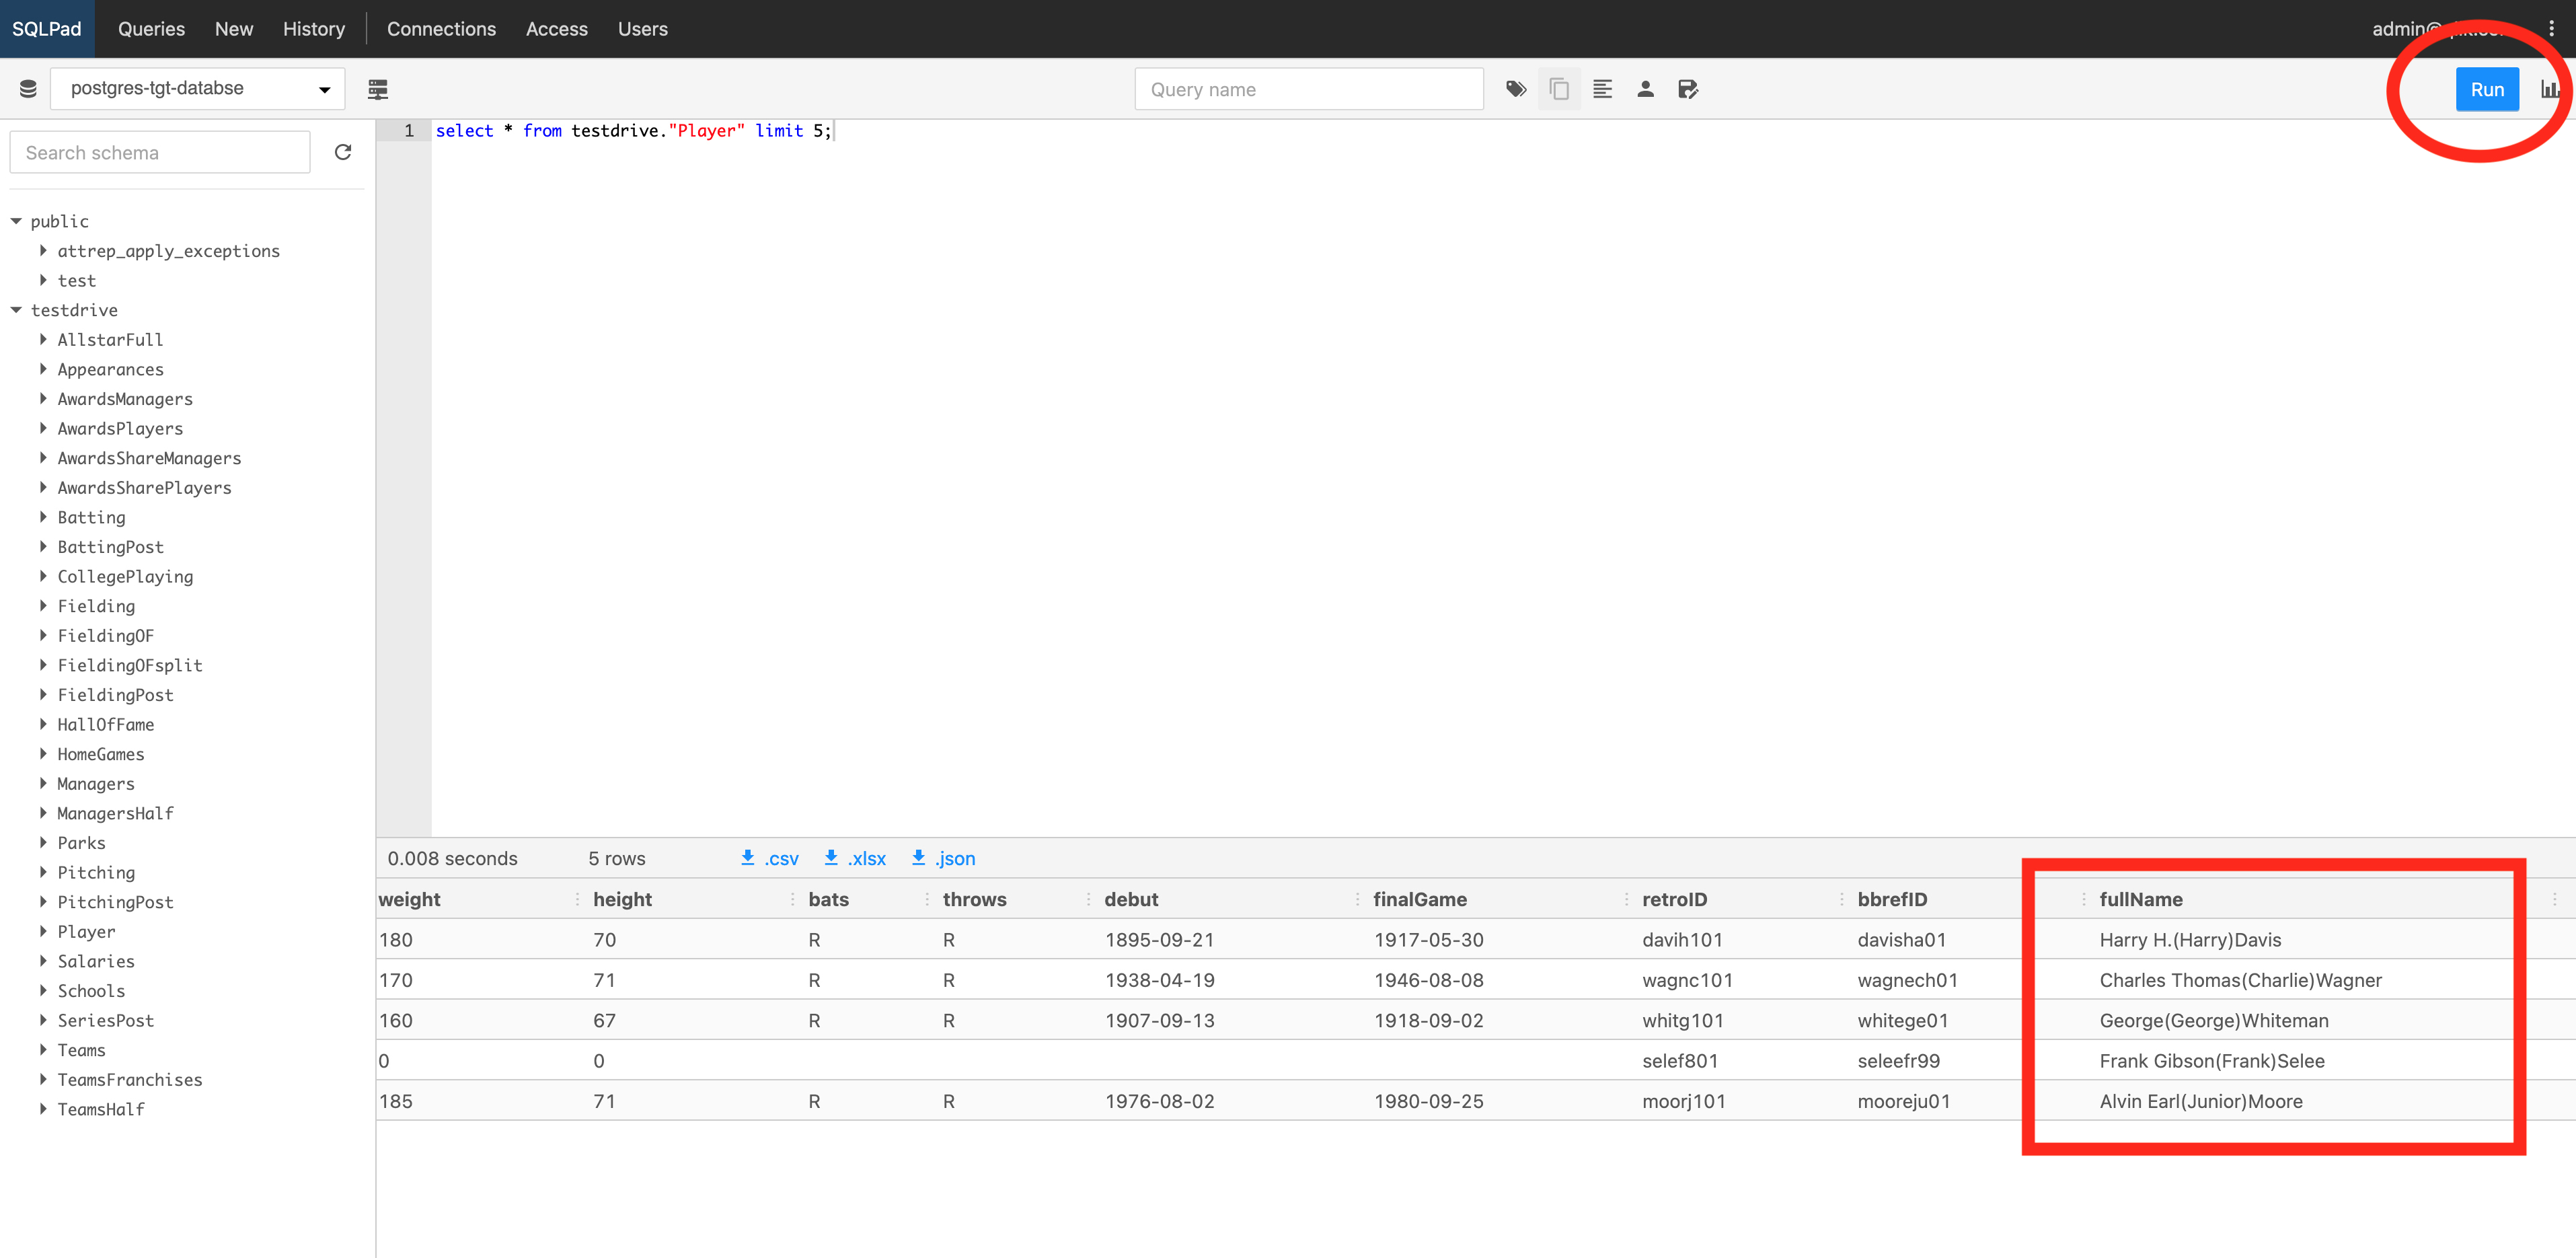 SQLPad Queries New History Connections Access Users
postgres-tgt-databse Query name Run
Search schema
1 select * from testdrive."Player" limit 5;
public
attrep_apply_exceptions
test
testdrive
AllstarFull
Appearances
AwardsManagers
AwardsPlayers
AwardsShareManagers
AwardsSharePlayers
Batting
BattingPost
CollegePlaying
Fielding
FieldingOF
FieldingOFsplit
FieldingPost
HallOfFame
HomeGames
Managers
ManagersHalf
Parks
Pitching
PitchingPost
Player
Salaries
Schools
SeriesPost
Teams
TeamsFranchises
TeamsHalf
0.008 seconds 5 rows .csv .xlsx .json
weight height bats throws debut finalGame retroID bbrefID fullName
180 70 R R 1895-09-21 1917-05-30 davih101 davisha01 Harry H.(Harry)Davis
170 71 R R 1938-04-19 1946-08-08 wagnc101 wagnech01 Charles Thomas(Charlie)Wagner
160 67 R R 1907-09-13 1918-09-02 whitg101 whitege01 George(George)Whiteman
0 0 selef801 seleefr99 Frank Gibson(Frank)Selee
185 71 R R 1976-08-02 1980-09-25 moorj101 mooreju01 Alvin Earl(Junior)Moore